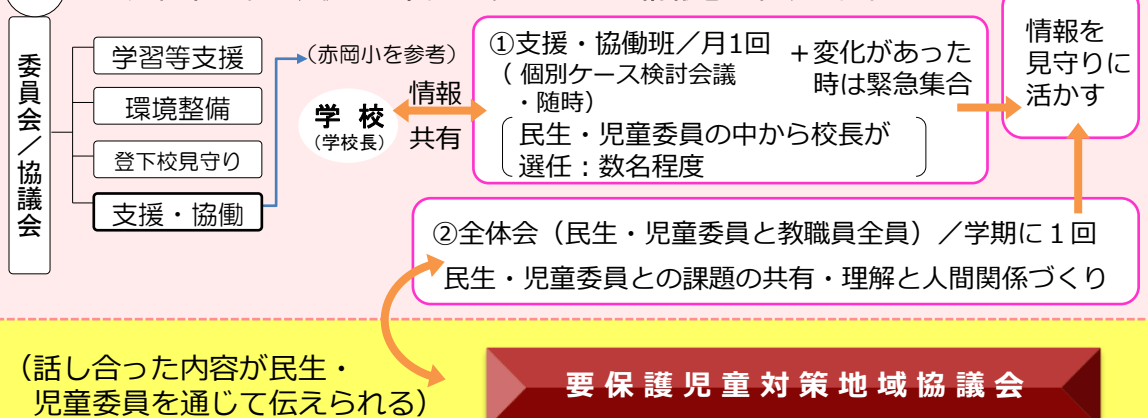 委員会／協議会
学習等支援
環境整備
登下校見守り
支援・協働
（赤岡小を参考）
学 校
（学校長）
情報
共有
①支援・協働班／月1回
（ 個別ケース検討会議
・随時）
＋変化があった
時は緊急集合
民生・児童委員の中から校長が
選任：数名程度
情報を
見守りに
活かす
②全体会（民生・児童委員と教職員全員）／学期に１回
民生・児童委員との課題の共有・理解と人間関係づくり
（話し合った内容が民生・
児童委員を通じて伝えられる）
要保護児童対策地域協議会